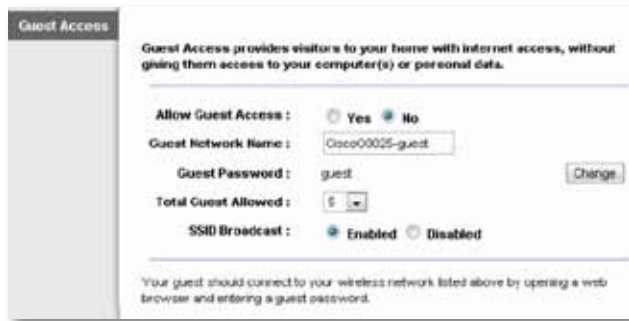 Guest Access
Guest Access provides visitors to your home with internet access, without
giving them access to your computer(s) or personal data.
Allow Guest Access : Yes No
Guest Network Name : Cisco00025-guest
Guest Password : guest Change
Total Guest Allowed : 5
SSID Broadcast : Enabled Disabled
Your guest should connect to your wireless network listed above by opening a web
browser and entering a guest password.